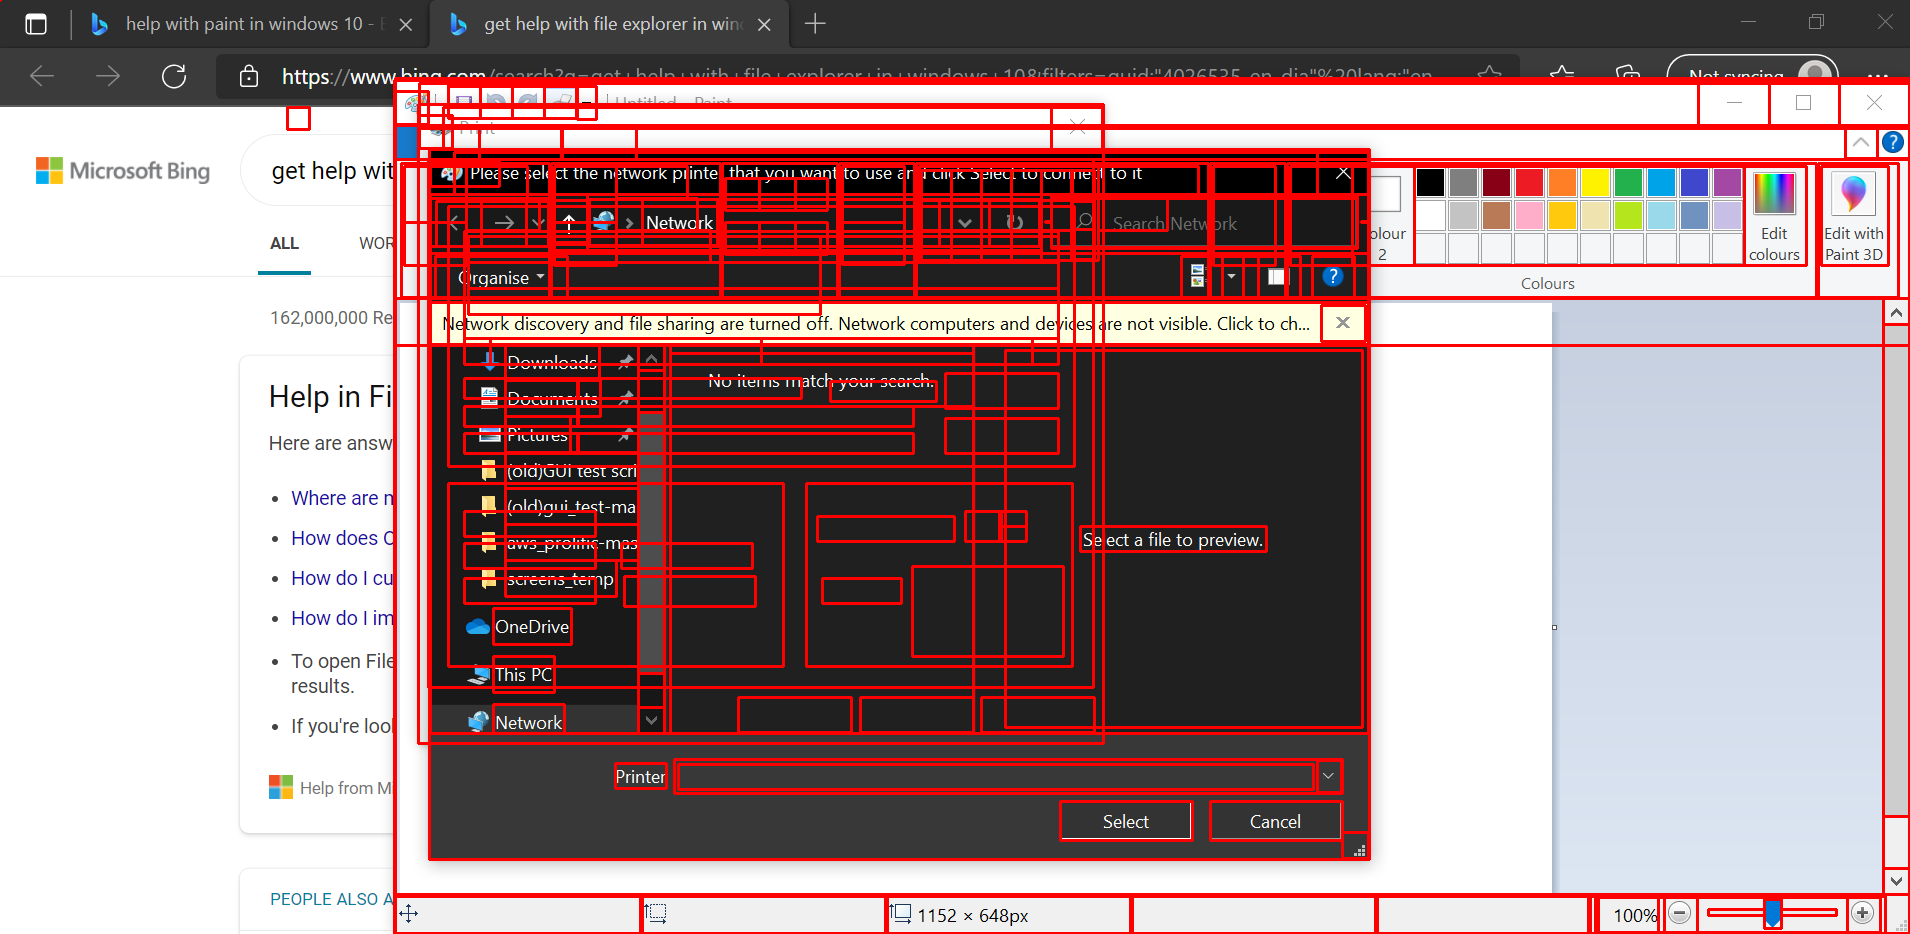 help with paint in windows 10 -
get help with file explorer in win
https://www.bing.com/search?q=get+help+with+file+explorer+in+windows+10&filters=guid:"4026535-en-dia"%20lang:"en
Not syncing
Untitled - Paint
Print
Microsoft Bing
get help wit
Please select the network printer that you want to use and click Select to connect to it
ALL
WOR
Network
Search Network
olour
2
Edit
colours
Edit with
Paint 3D
Colours
Organise
162,000,000 Re
Network discovery and file sharing are turned off. Network computers and devices are not visible. Click to ch...
Downloads
No items match your search.
Help in Fi
Documents
Here are answ
Pictures
(old)GUI test scri
Where are n
(old)gui_test-ma
How does C
aws_prolific-mas
Select a file to preview.
How do I cu
screens_temp
How do I im
OneDrive
To open File
results.
This PC
If you're lool
Network
Help from Mi
Printer
Select
Cancel
PEOPLE ALSO A
1152 × 648px
100%